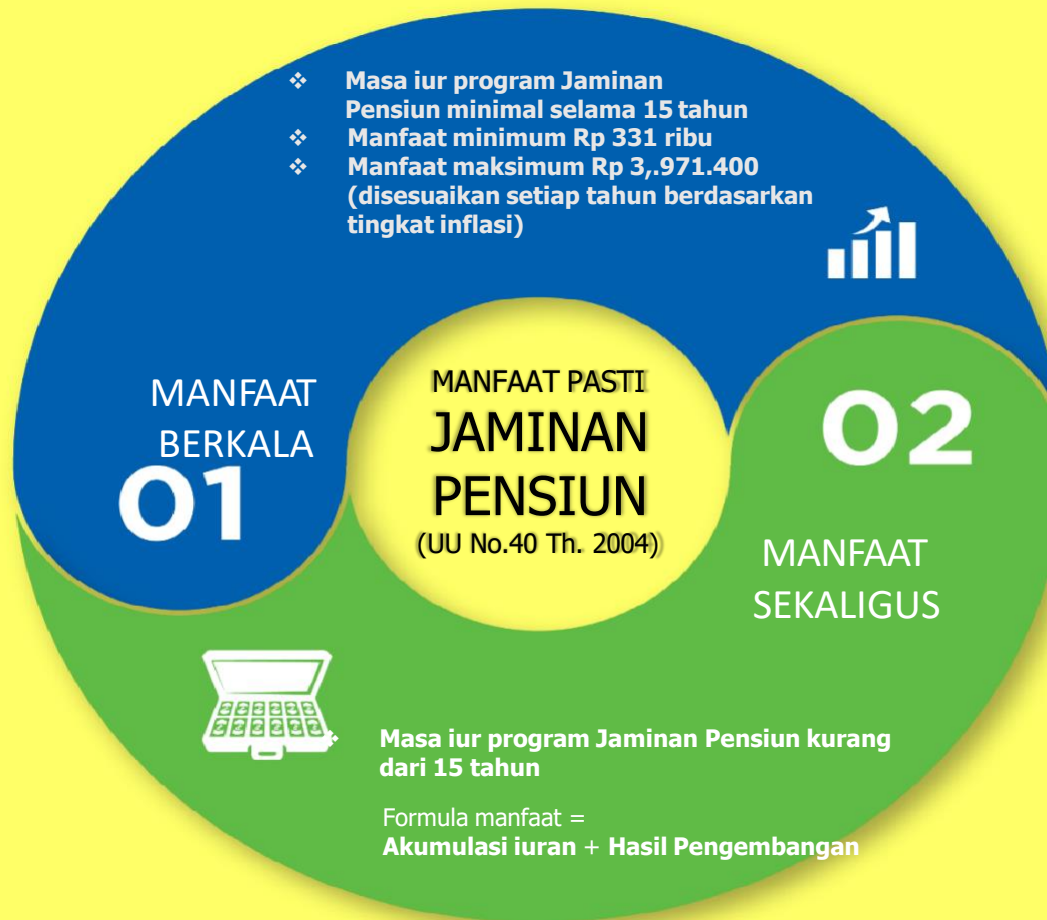 ❖ Masa iur program Jaminan
Pensiun minimal selama 15 tahun
❖ Manfaat minimum Rp 331 ribu
❖ Manfaat maksimum Rp 3,.971.400
(disesuaikan setiap tahun berdasarkan
tingkat inflasi)
MANFAAT
BERKALA
01
MANFAAT PASTI
JAMINAN
PENSIUN
(UU No.40 Th. 2004)
02
MANFAAT
SEKALIGUS
❖ Masa iur program Jaminan Pensiun kurang
dari 15 tahun
Formula manfaat =
Akumulasi iuran + Hasil Pengembangan